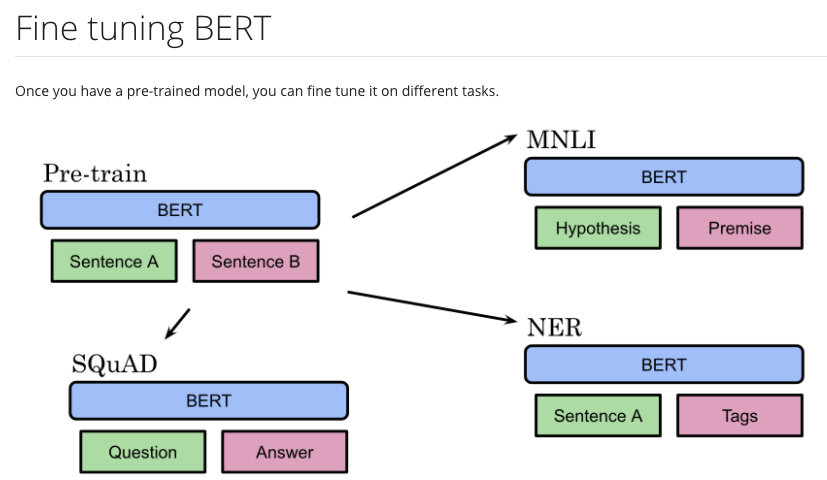 Fine tuning BERT
Once you have a pre-trained model, you can fine tune it on different tasks.
Pre-train
BERT
Sentence A
Sentence B
MNLI
BERT
Hypothesis
Premise
SQuAD
BERT
Question
Answer
NER
BERT
Sentence A
Tags